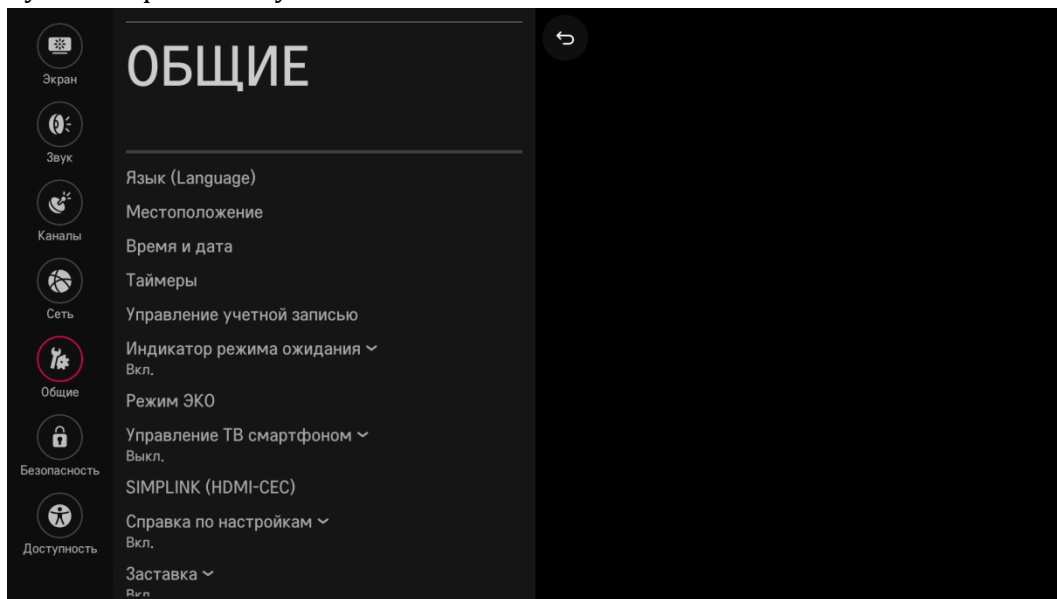 Экран
Звук
Каналы
Сеть
Общие
Безопасность
Доступность
ОБЩИЕ
Язык (Language)
Местоположение
Время и дата
Таймеры
Управление учетной записью
Индикатор режима ожидания
Вкл.
Режим ЭКО
Управление ТВ смартфоном
Выкл.
SIMPLINK (HDMI-CEC)
Справка по настройкам
Вкл.
Заставка